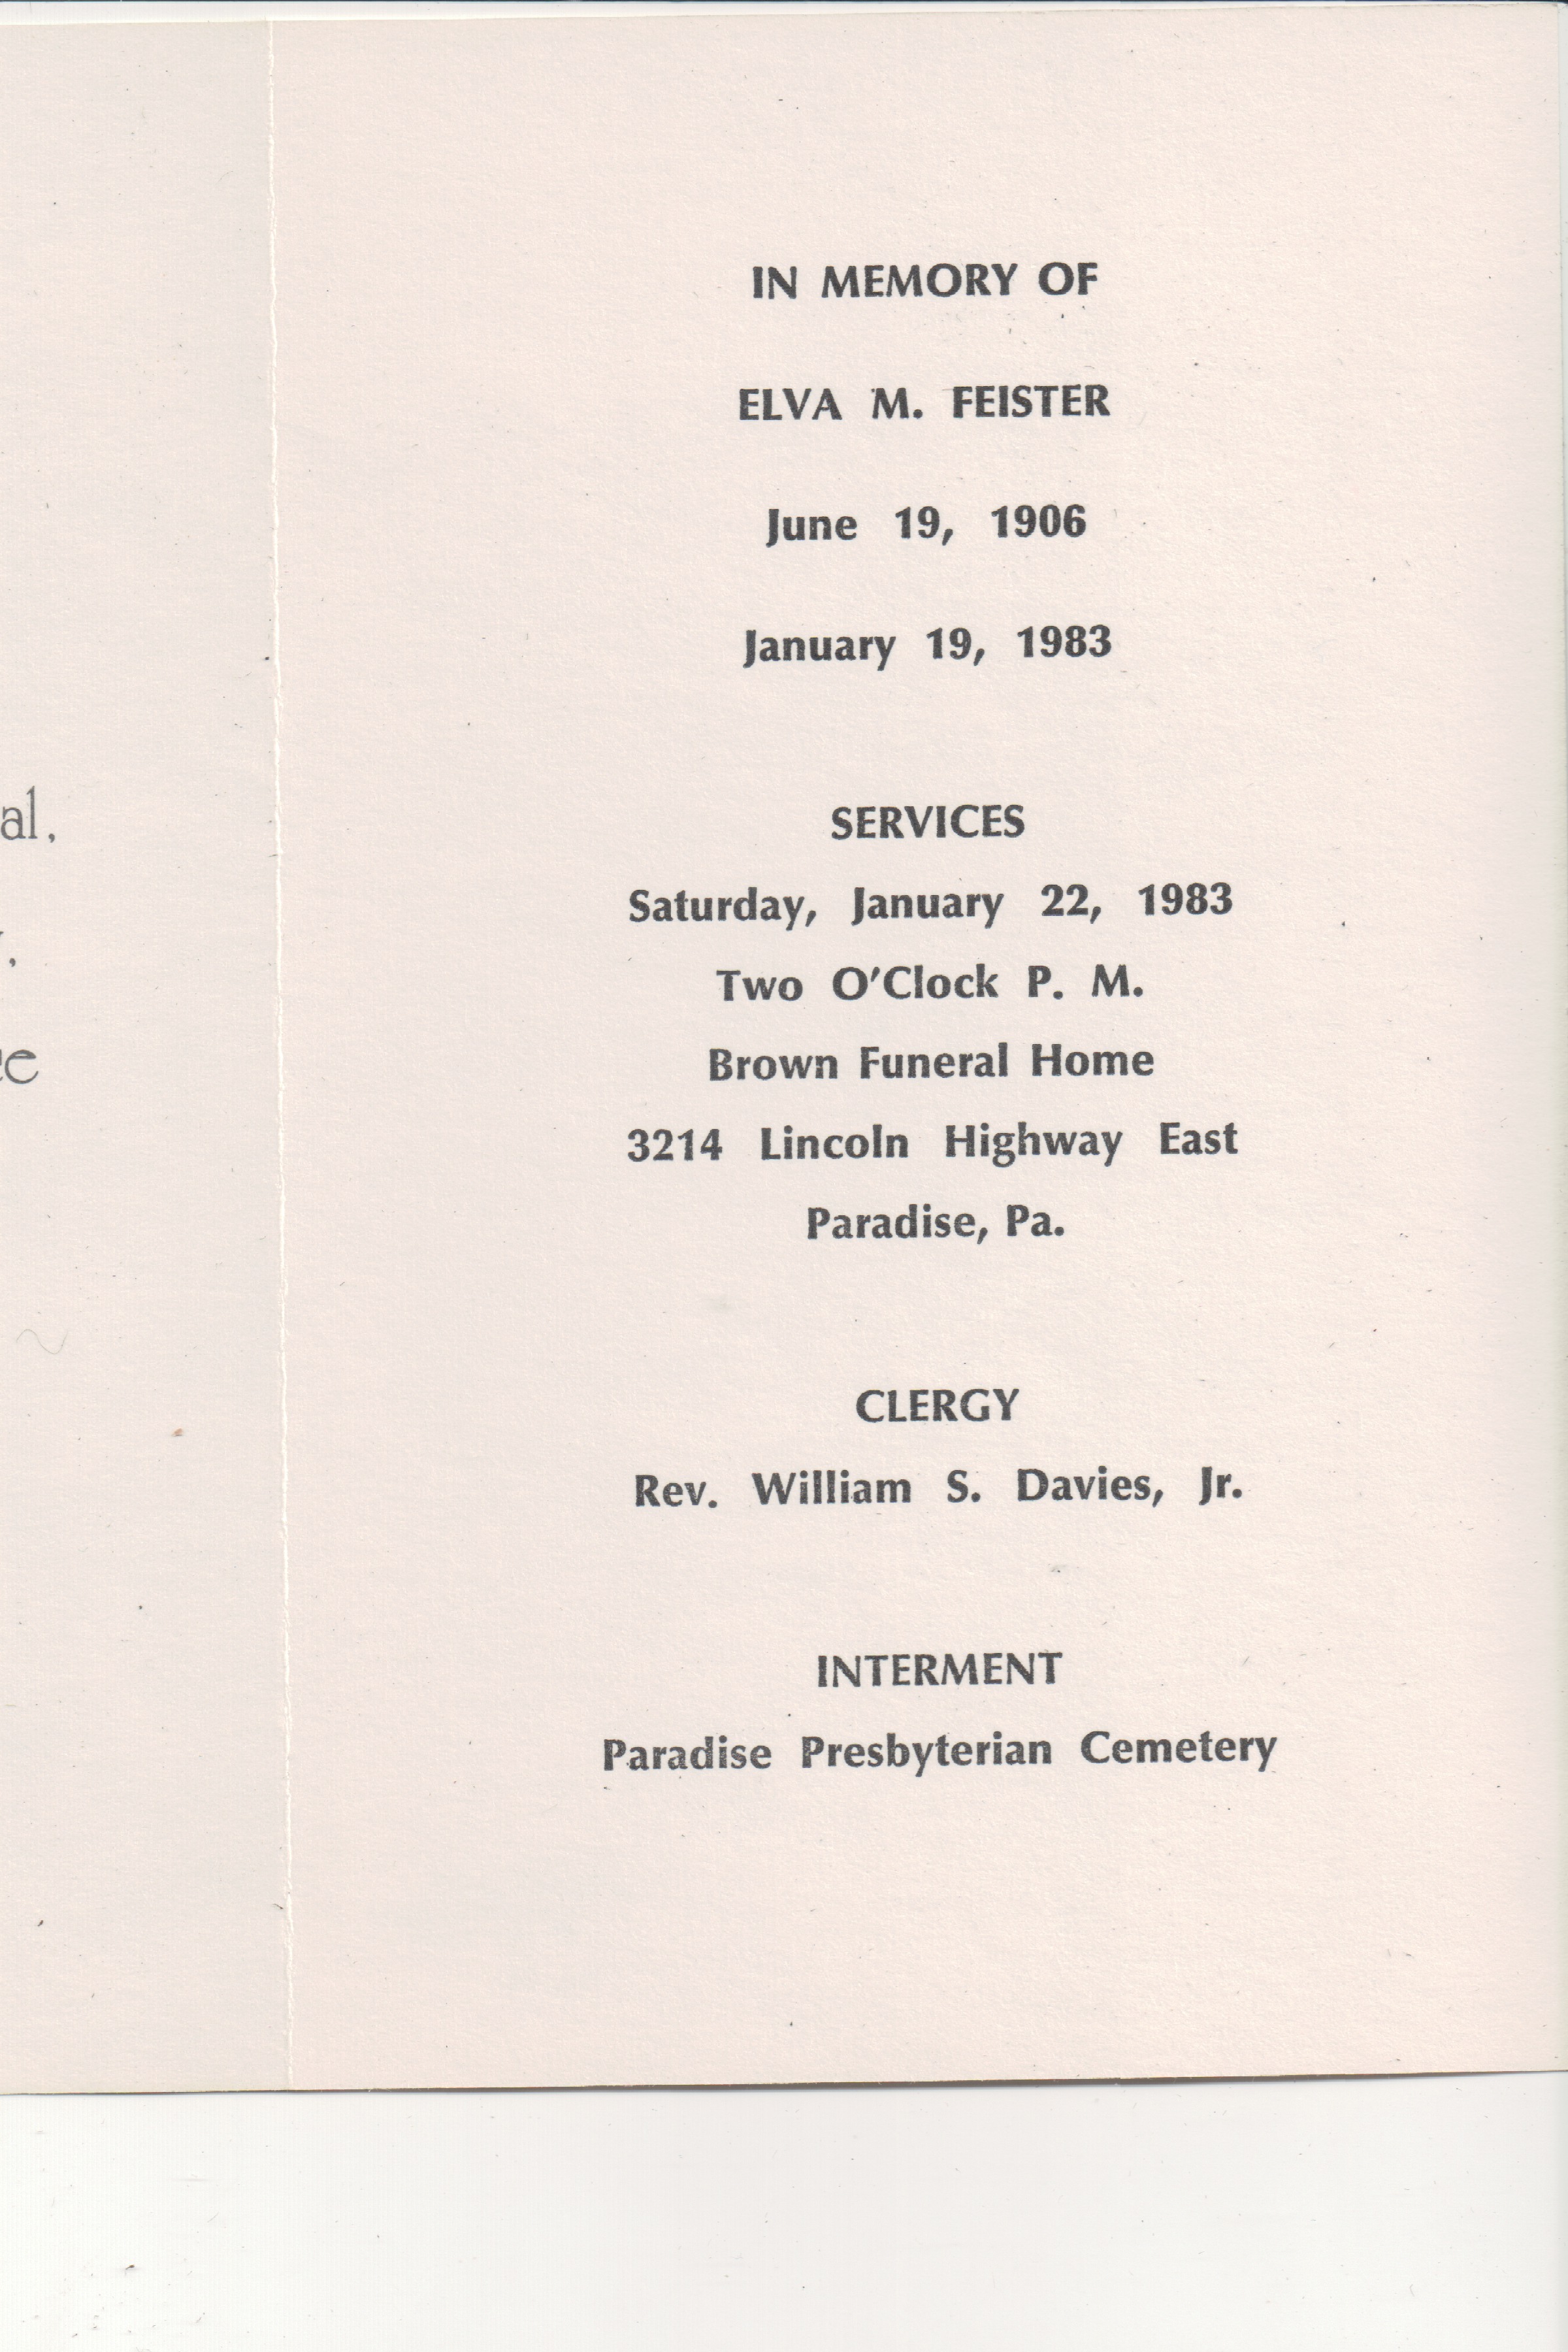 IN MEMORY OF
ELVA M. FEISTER
June 19, 1906
January 19, 1983
SERVICES
Saturday, January 22, 1983
Two O'Clock P. M.
Brown Funeral Home
3214 Lincoln Highway East
Paradise, Pa.
CLERGY
Rev. William S. Davies, Jr.
INTERMENT
Paradise Presbyterian Cemetery